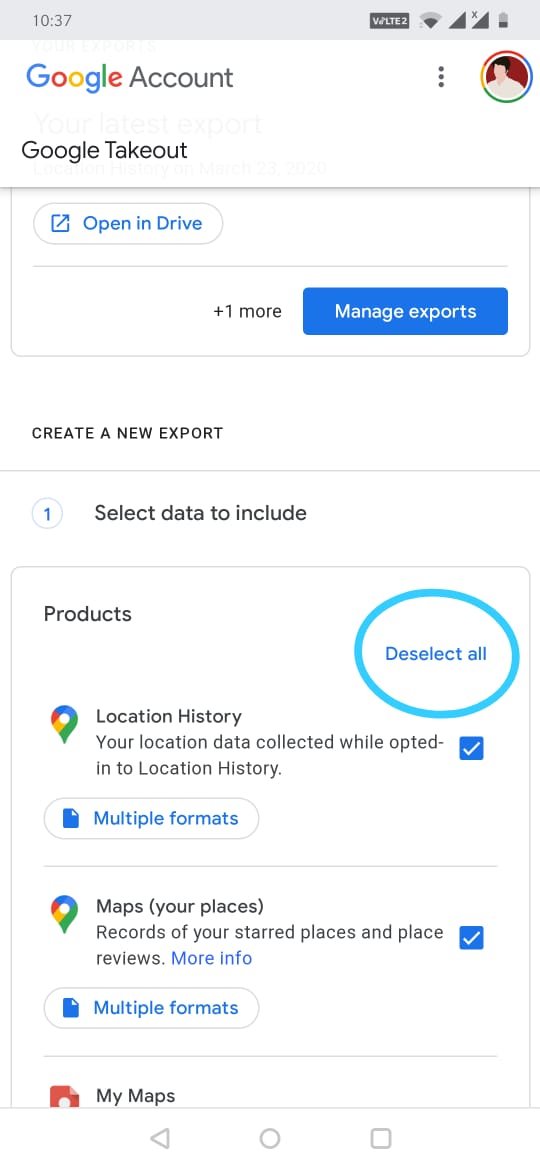 10:37
VoLTE2
X
YOUR EXPORTS
Google Account
Your latest export
Google Takeout
Location History on March 23, 2020
Open in Drive
+1 more
Manage exports
CREATE A NEW EXPORT
1
Select data to include
Products
Deselect all
Location History
Your location data collected while opted-
in to Location History.
Multiple formats
Maps (your places)
Records of your starred places and place
reviews. More info
Multiple formats
My Maps